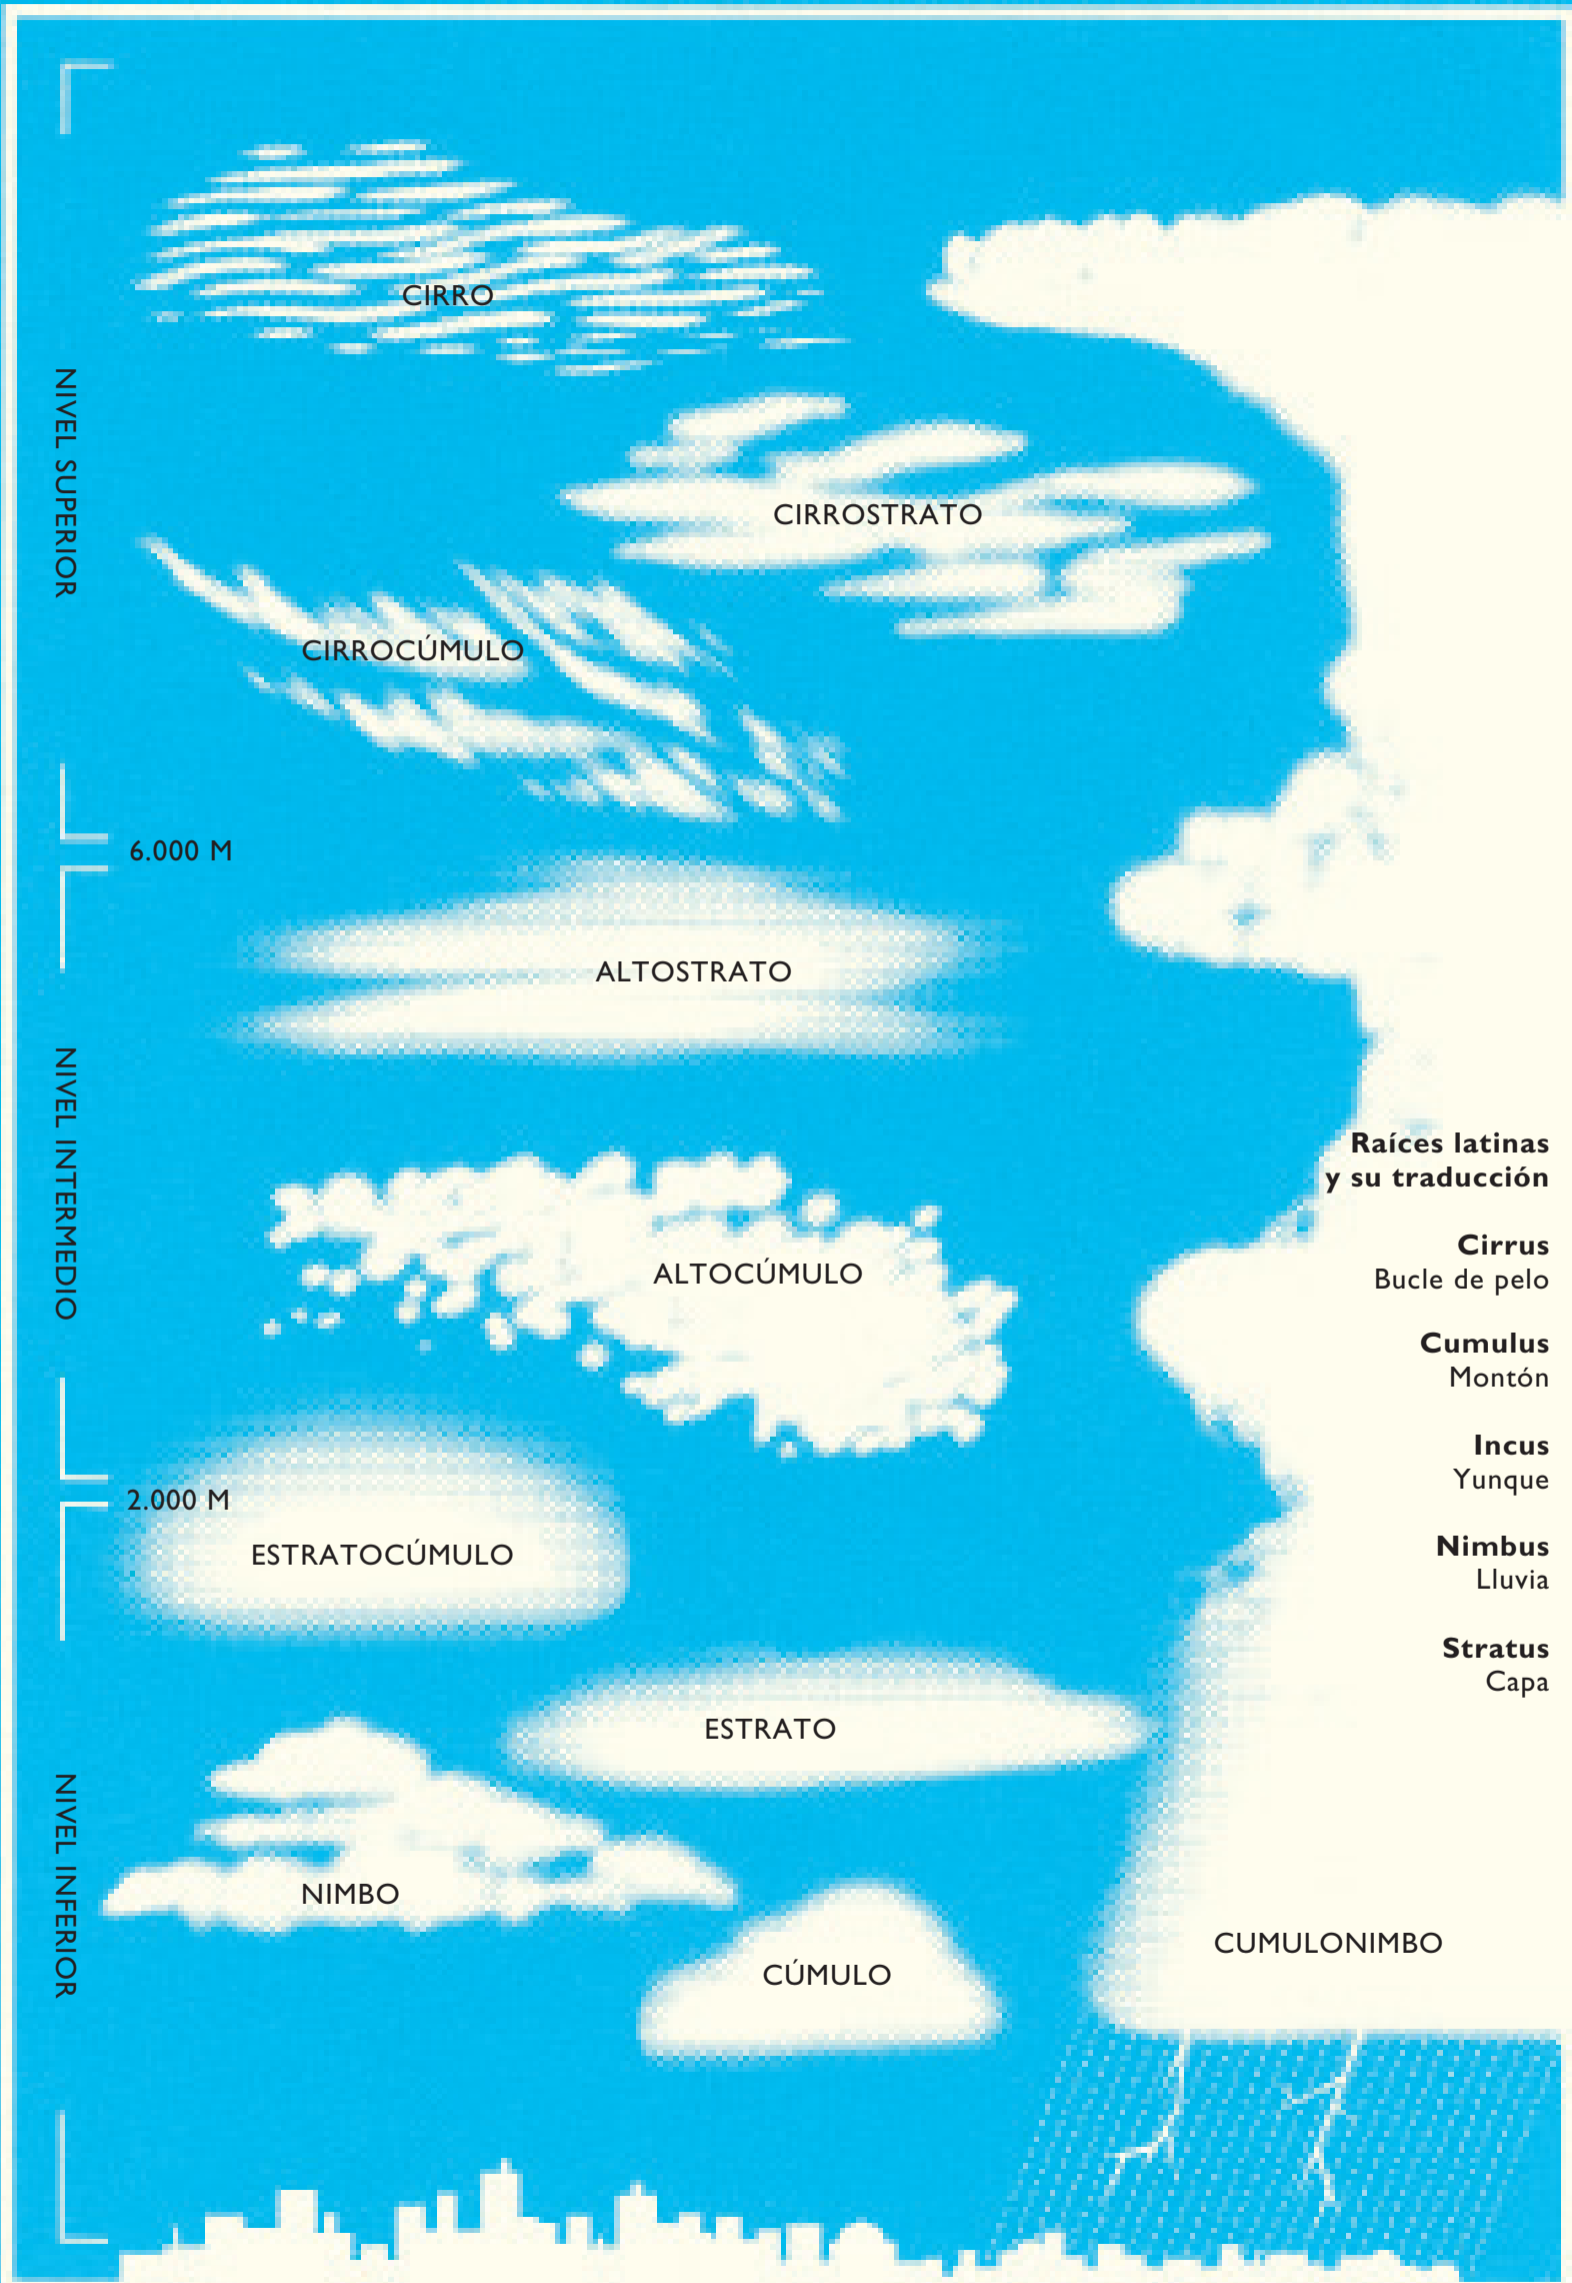 NIVEL SUPERIOR
CIRRO
CIRROSTRATO
CIRROCÚMULO
6.000 M
NIVEL INTERMEDIO
ALTOSTRATO
ALTOCÚMULO
2.000 M
NIVEL INFERIOR
ESTRATOCÚMULO
ESTRATO
NIMBO
CÚMULO
CUMULONIMBO
Raíces latinas
y su traducción
Cirrus
Bucle de pelo
Cumulus
Montón
Incus
Yunque
Nimbus
Lluvia
Stratus
Capa